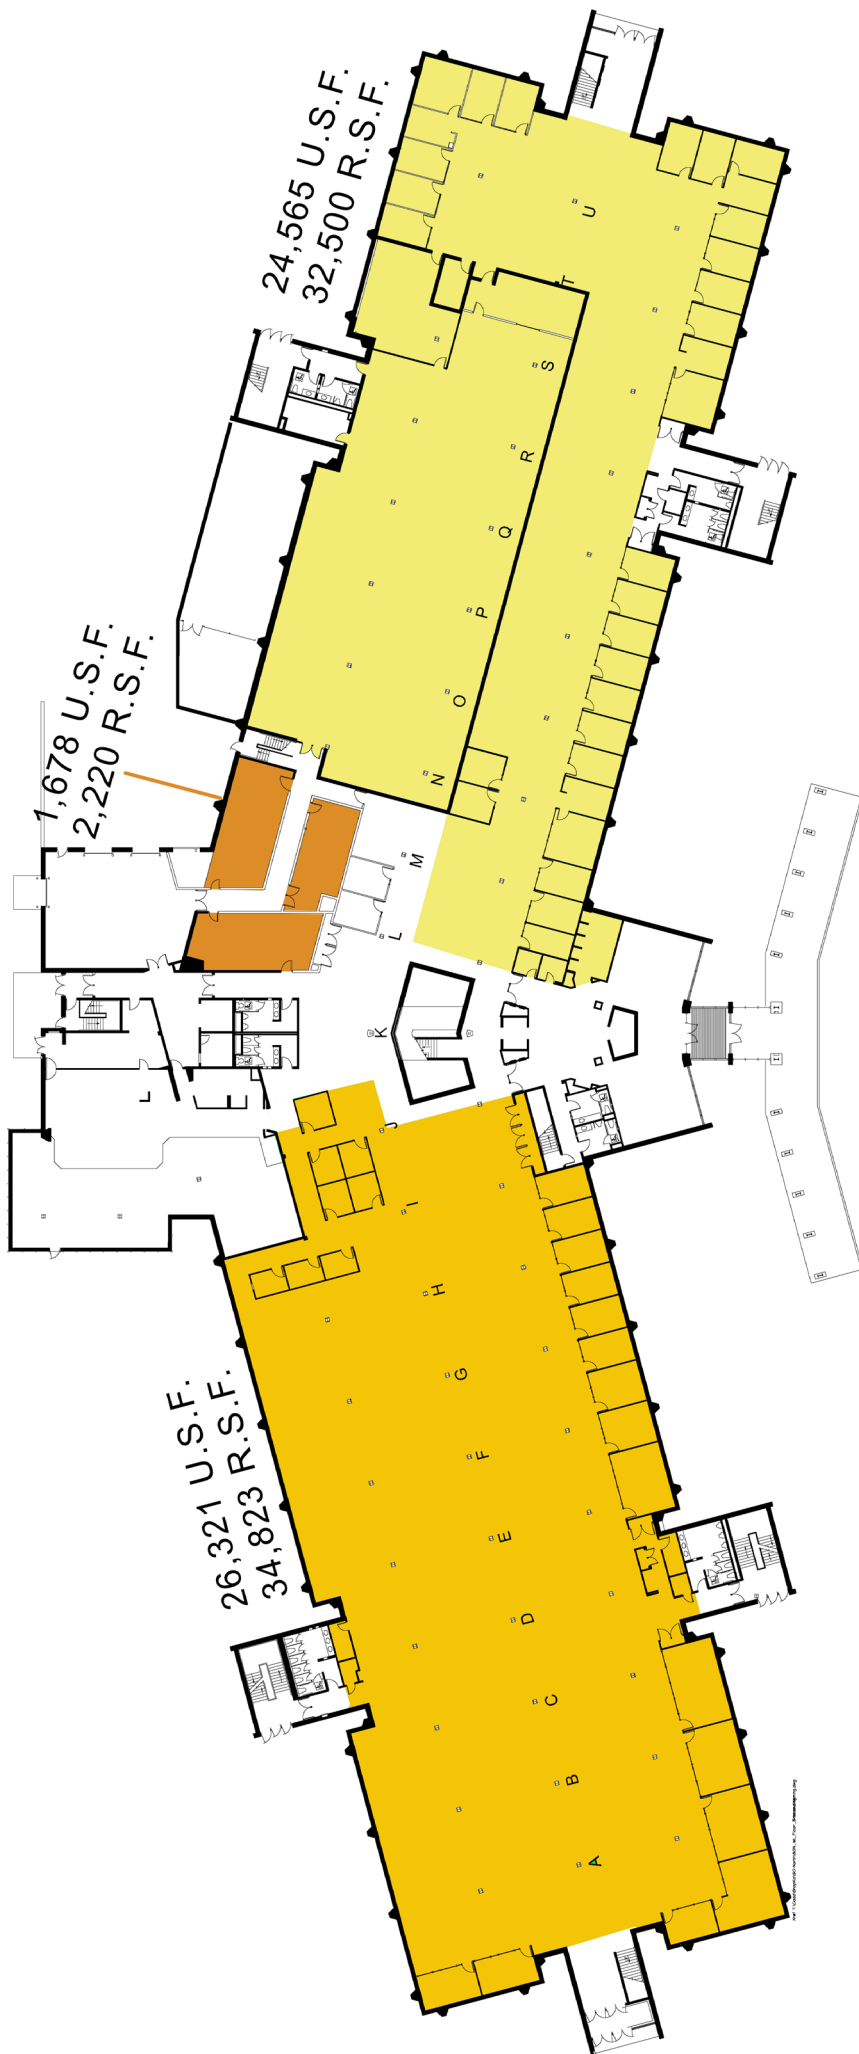 24,565 U.S.F.
32,500 R.S.F.
U
T
S
R
Q
P
O
N
1,678 U.S.F.
2,220 R.S.F.
M
L
K
L
J
I
H
G
F
E
D
C
B
A
26,321 U.S.F.
34,823 R.S.F.